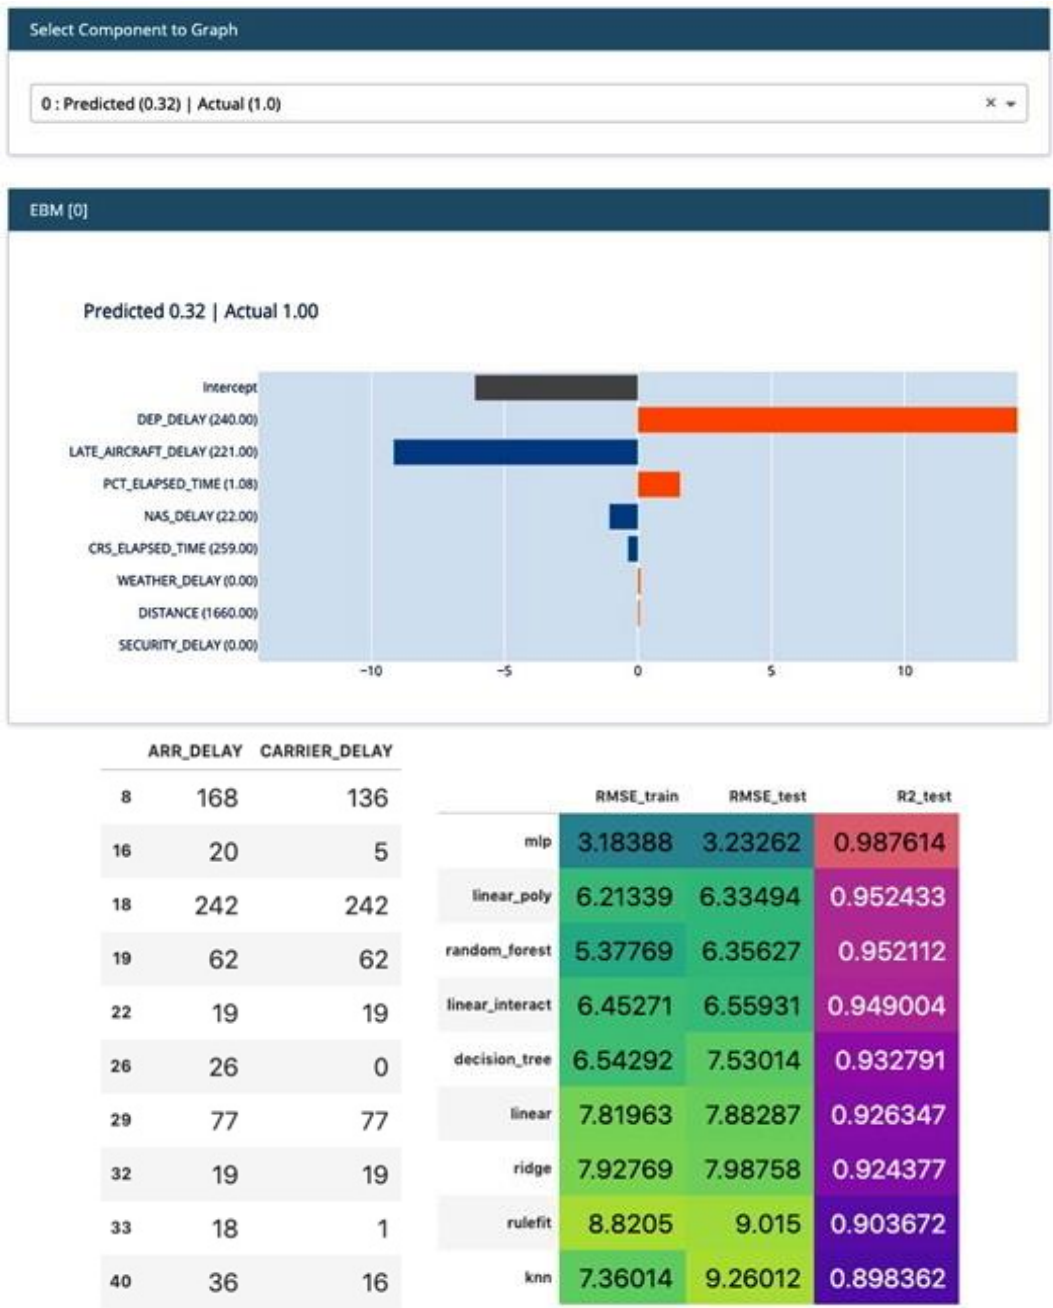 Select Component to Graph
0 : Predicted (0.32) | Actual (1.0)
×
EBM [0]
Predicted 0.32 | Actual 1.00
Intercept
DEP_DELAY (240.00)
LATE_AIRCRAFT_DELAY (221.00)
PCT_ELAPSED_TIME (1.08)
NAS_DELAY (22.00)
CRS_ELAPSED_TIME (259.00)
WEATHER_DELAY (0.00)
DISTANCE (1660.00)
SECURITY_DELAY (0.00)
−10 −5 0 5 10
ARR_DELAY CARRIER_DELAY
8 168 136
16 20 5
18 242 242
19 62 62
22 19 19
26 26 0
29 77 77
32 19 19
33 18 1
40 36 16
RMSE_train RMSE_test R2_test
mlp 3.18388 3.23262 0.987614
linear_poly 6.21339 6.33494 0.952433
random_forest 5.37769 6.35627 0.952112
linear_interact 6.45271 6.55931 0.949004
decision_tree 6.54292 7.53014 0.932791
linear 7.81963 7.88287 0.926347
ridge 7.92769 7.98758 0.924377
rulefit 8.8205 9.015 0.903672
knn 7.36014 9.26012 0.898362